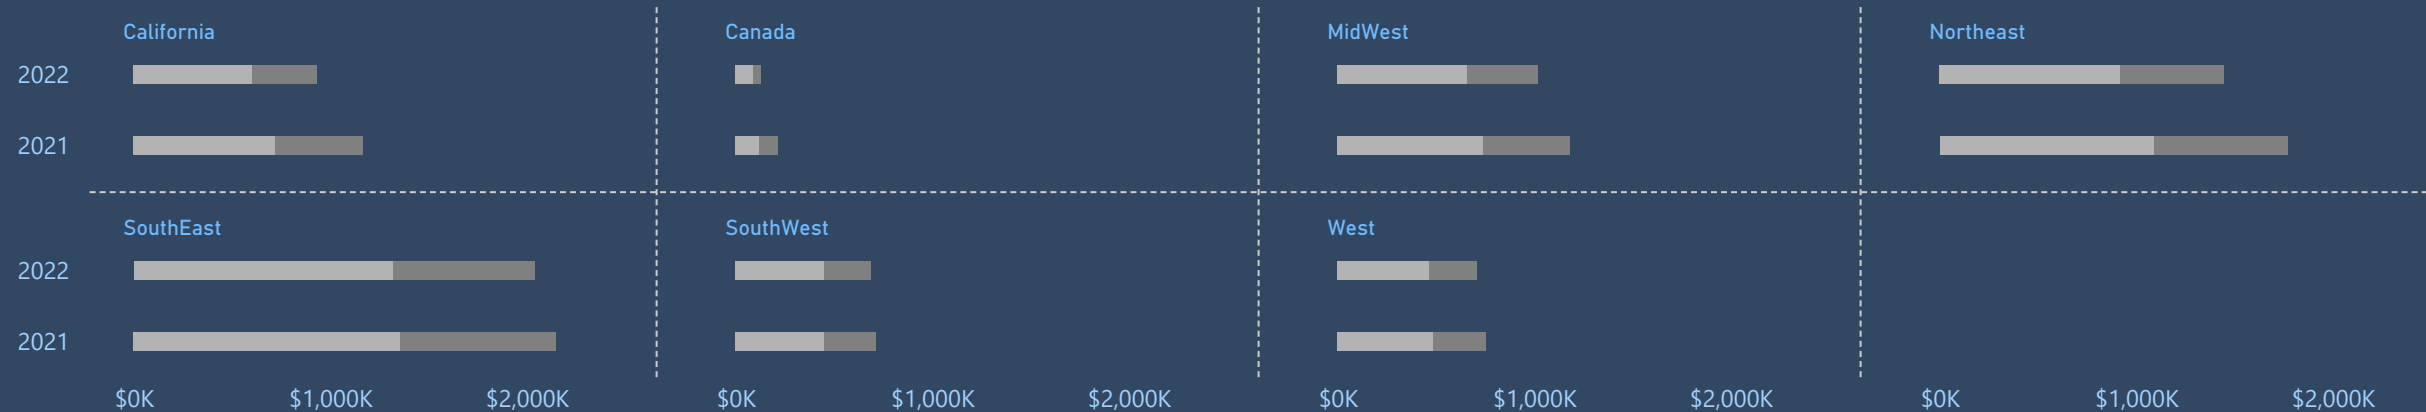 California Canada MidWest Northeast
2022
2021
SouthEast SouthWest West
2022
2021
$0K $1,000K $2,000K $0K $1,000K $2,000K $0K $1,000K $2,000K $0K $1,000K $2,000K